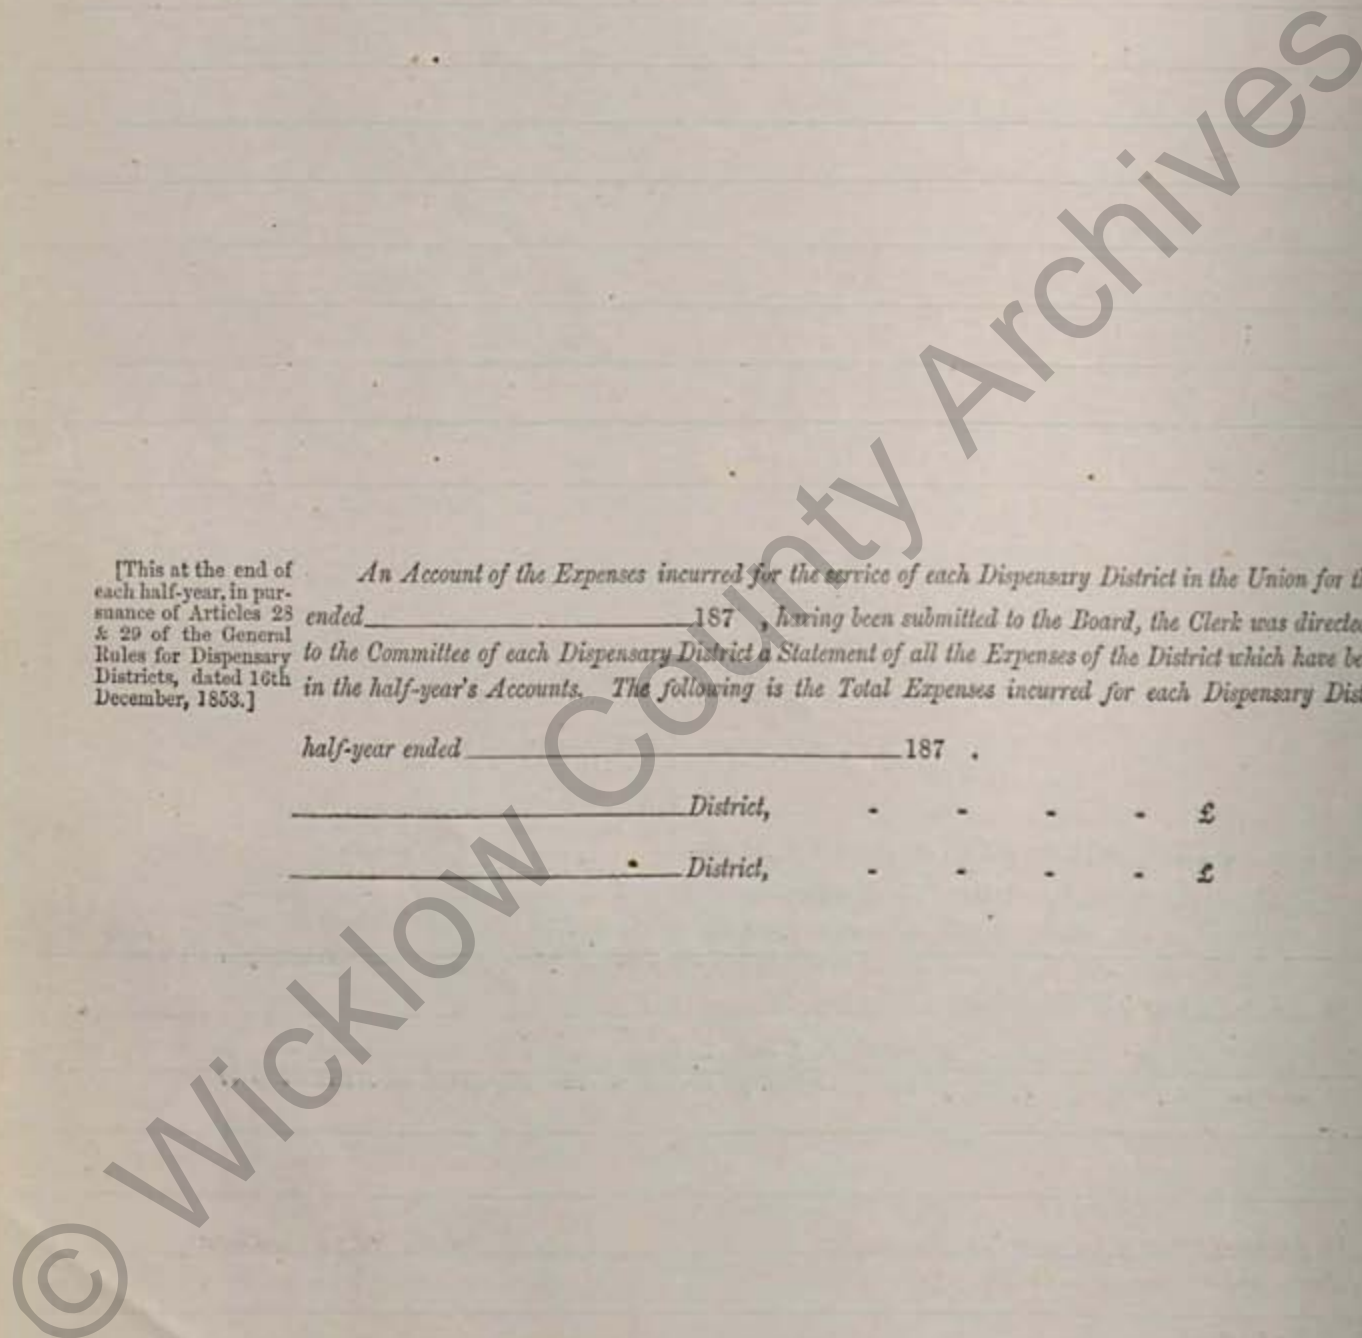 [This at the end of
each half-year, in pur-
suance of Articles 28
& 29 of the General
Rules for Dispensary
Districts, dated 16th
December, 1853.]
An Account of the Expenses incurred for the service of each Dispensary District in the Union for th
ended 187 , having been submitted to the Board, the Clerk was directed
to the Committee of each Dispensary District a Statement of all the Expenses of the District which have be
in the half-year's Accounts. The following is the Total Expenses incurred for each Dispensary Dis
half-year ended 187 .
District, - - - - £
District, - - - - £
© Wicklow County Archives